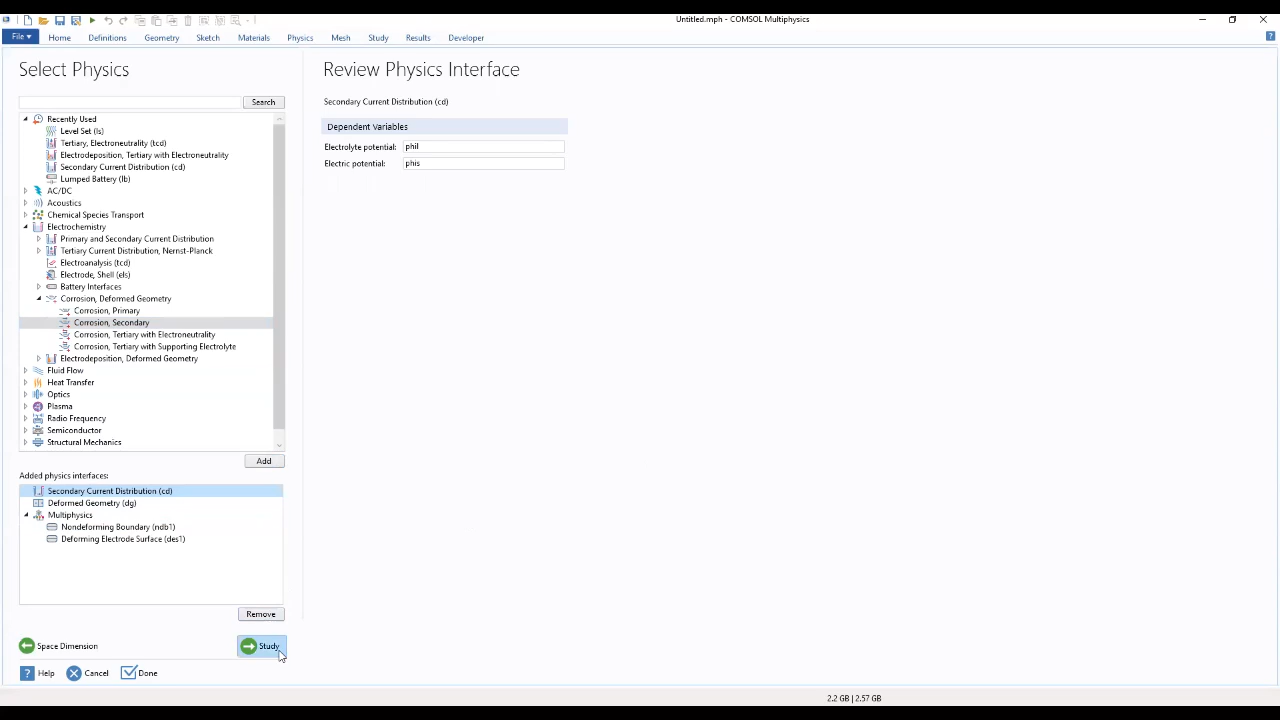 Untitled.mph - COMSOL Multiphysics
File Home Definitions Geometry Sketch Materials Physics Mesh Study Results Developer
Select Physics
Search
Recently Used
Level Set (ls)
Tertiary, Electroneutrality (tcd)
Electrodeposition, Tertiary with Electroneutrality
Secondary Current Distribution (cd)
Lumped Battery (lb)
AC/DC
Acoustics
Chemical Species Transport
Electrochemistry
Primary and Secondary Current Distribution
Tertiary Current Distribution, Nernst-Planck
Electroanalysis (tcd)
Electrode, Shell (els)
Battery Interfaces
Corrosion, Deformed Geometry
Corrosion, Primary
Corrosion, Secondary
Corrosion, Tertiary with Electroneutrality
Corrosion, Tertiary with Supporting Electrolyte
Electrodeposition, Deformed Geometry
Fluid Flow
Heat Transfer
Optics
Plasma
Radio Frequency
Semiconductor
Structural Mechanics
Add
Added physics interfaces:
Secondary Current Distribution (cd)
Deformed Geometry (dg)
Multiphysics
Nondeforming Boundary (ndb1)
Deforming Electrode Surface (des1)
Remove
Space Dimension
Study
Help
Cancel
Done
Review Physics Interface
Secondary Current Distribution (cd)
Dependent Variables
Electrolyte potential: phil
Electric potential: phis
2.2 GB | 2.57 GB